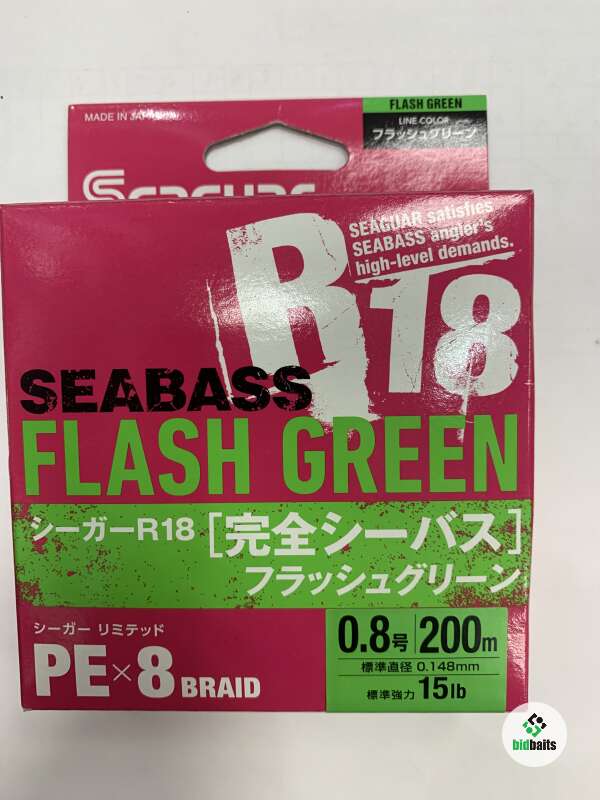 MADE IN JAPAN
FLASH GREEN
LINE COLOR
フラッシュグリーン
SEAGUAR
R18
SEAGUAR satisfies
SEABASS angler's
high-level demands.
SEABASS
FLASH GREEN
シーガーR18 [完全シーバス]
フラッシュグリーン
シーガー リミテッド
PE×8 BRAID
0.8号 200m
標準直径 0.148mm
標準強力 15lb
bidbaits